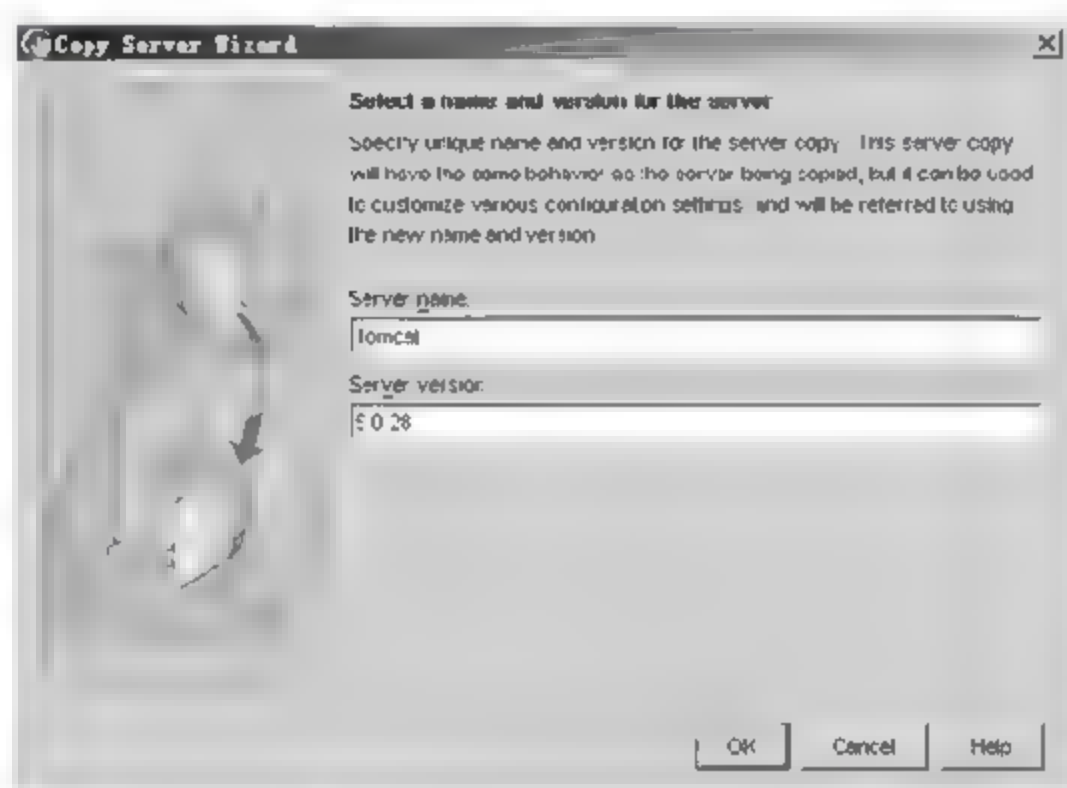 Copy Server Wizard
Select a name and version for the server
Specify unique name and version for the server copy. This server copy
will have the same behavior as the server being copied, but it can be used
to customize various configuration settings and will be referred to using
the new name and version
Server name:
Tomcat
Server version:
5.0.28
OK
Cancel
Help